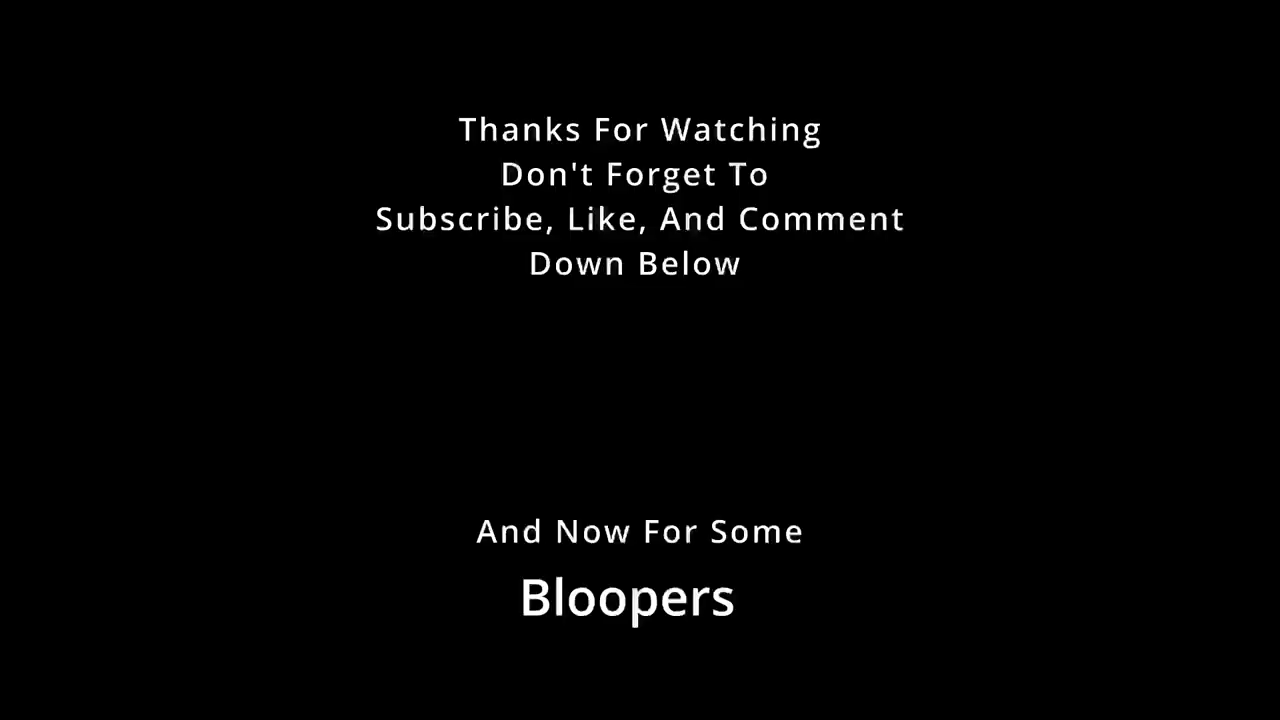 Thanks For Watching
Don't Forget To
Subscribe, Like, And Comment
Down Below
And Now For Some
Bloopers